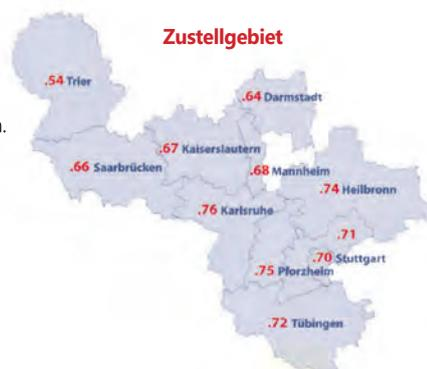 Zustellgebiet
.54 Trier
.64 Darmstadt
n.
.67 Kaiserslautern
.66 Saarbrücken
.68 Mannheim
.74 Heilbronn
.76 Karlsruhe
.71
.70 Stuttgart
.75 Pforzheim
.72 Tübingen